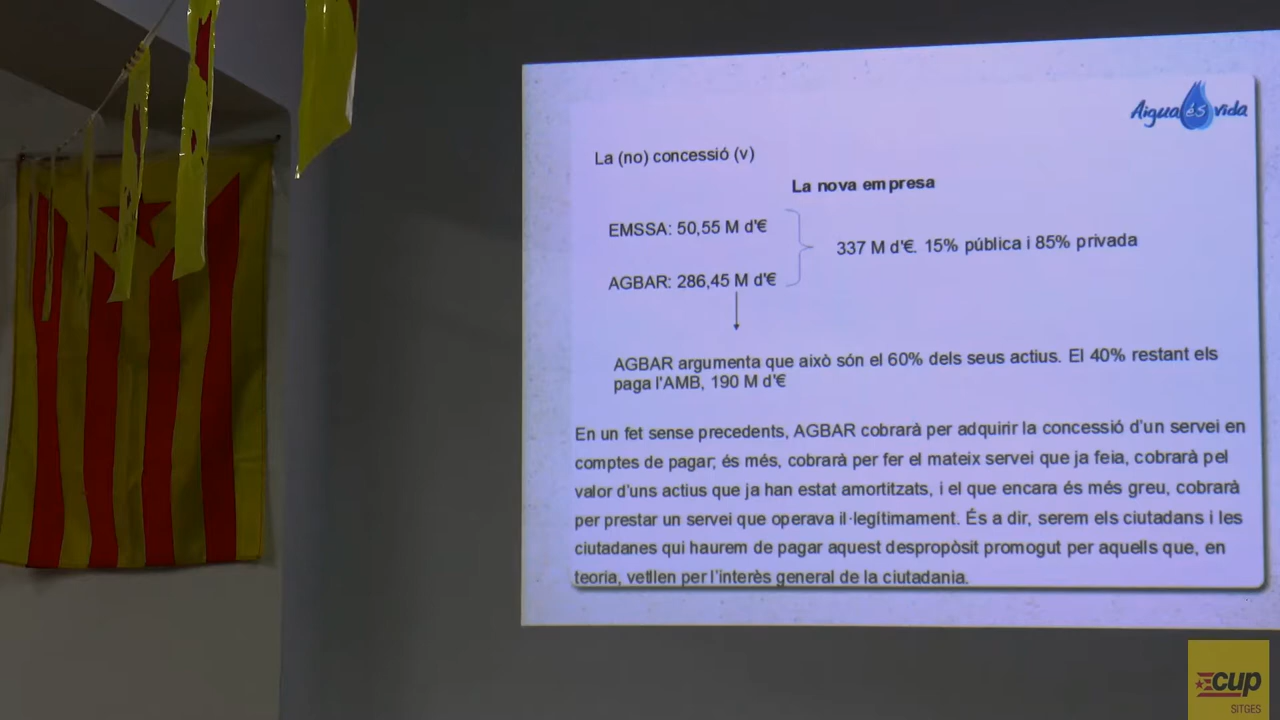 Aigua és vida
La (no) concessió (v)
La nova empresa
EMSSA: 50,55 M d'€
337 M d'€. 15% pública i 85% privada
AGBAR: 286,45 M d'€
AGBAR argumenta que això són el 60% dels seus actius. El 40% restant els
paga l'AMB, 190 M d'€
En un fet sense precedents, AGBAR cobrarà per adquirir la concessió d'un servei en
comptes de pagar; és més, cobrarà per fer el mateix servei que ja feia, cobrarà pel
valor d'uns actius que ja han estat amortitzats, i el que encara és més greu, cobrarà
per prestar un servei que operava il·legítimament. És a dir, serem els ciutadans i les
ciutadanes qui haurem de pagar aquest despropòsit promogut per aquells que, en
teoria, vetllen per l'interès general de la ciutadania.
cup
SITGES